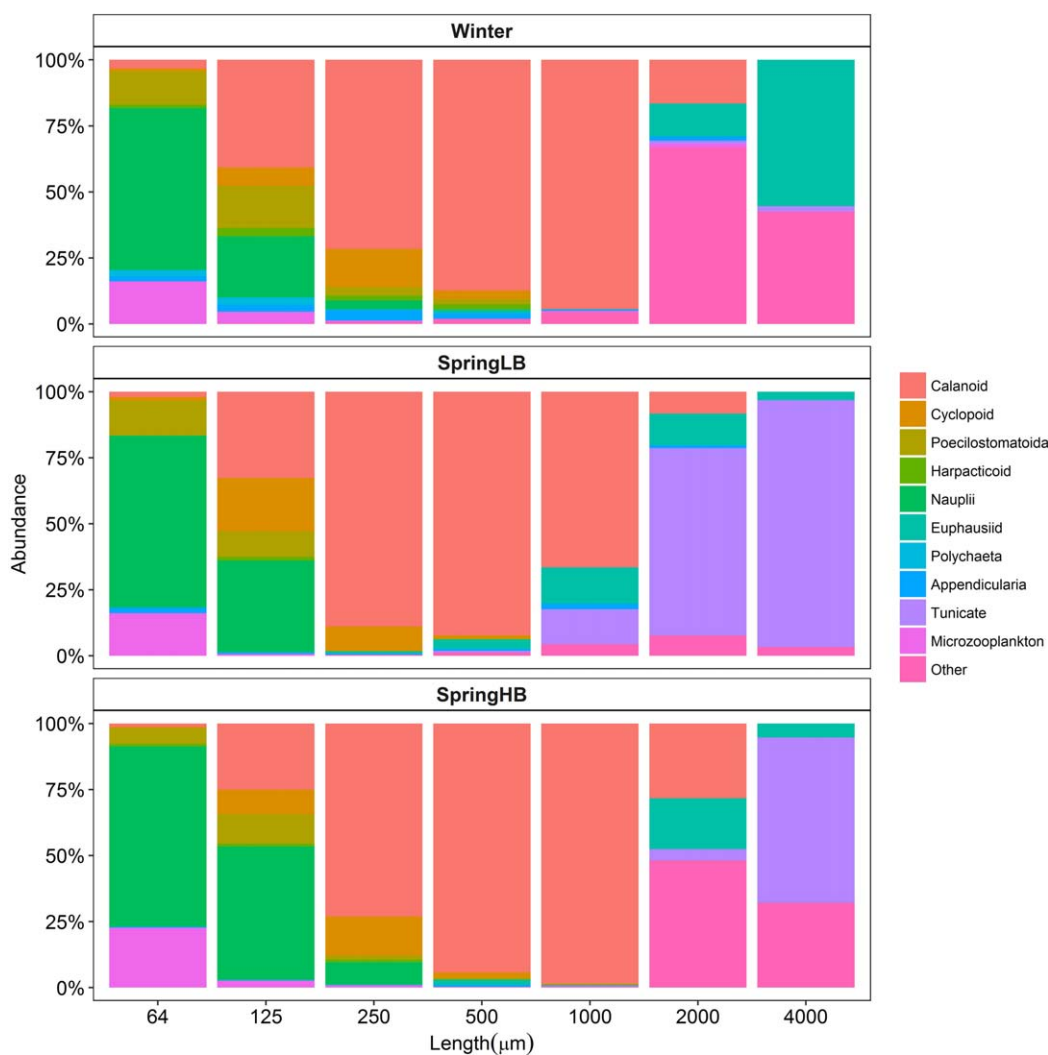 Winter
100%
75%
50%
25%
0%
SpringLB
100%
75%
50%
25%
0%
SpringHB
100%
75%
50%
25%
0%
Abundance
64 125 250 500 1000 2000 4000
Length(μm)
Calanoid
Cyclopoid
Poecilostomatoida
Harpacticoid
Nauplii
Euphausiid
Polychaeta
Appendicularia
Tunicate
Microzooplankton
Other